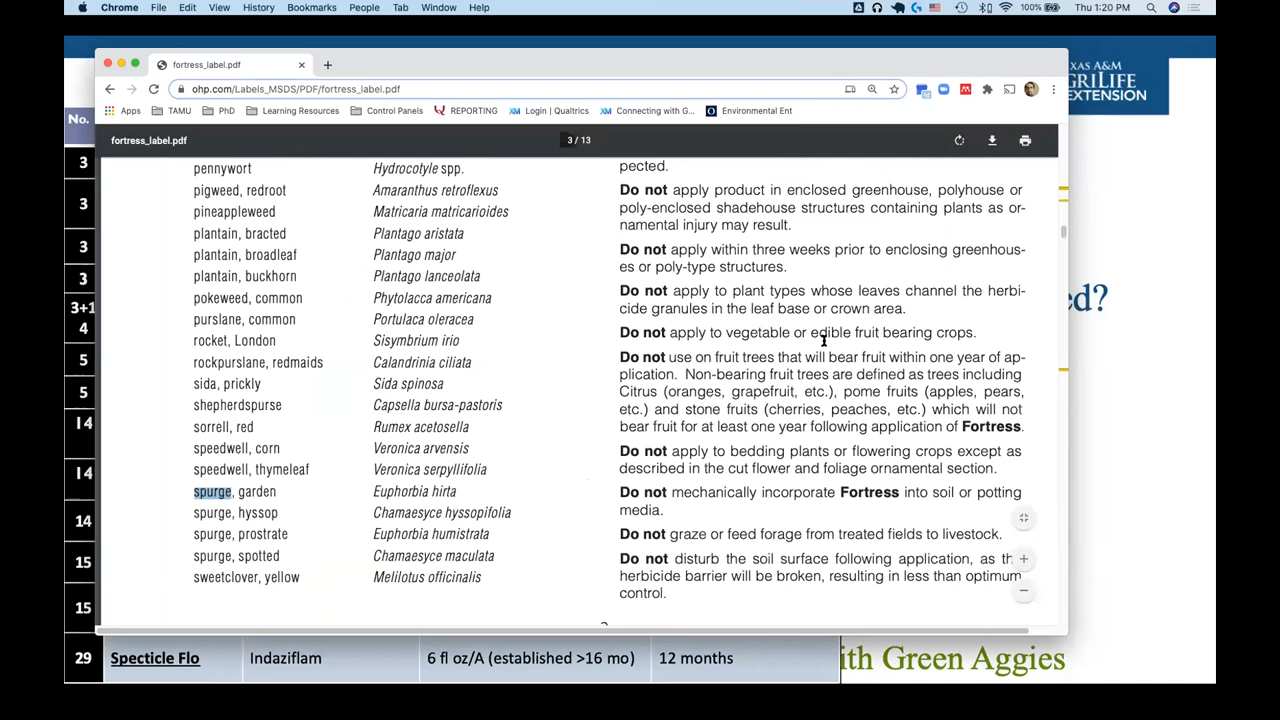 Chrome File Edit View History Bookmarks People Tab Window Help 100% Thu 1:20 PM
fortress_label.pdf
ohp.com/Labels_MSDS/PDF/fortress_label.pdf
Apps TAMU PhD Learning Resources Control Panels REPORTING Login | Qualtrics Connecting with G... Environmental Ent
fortress_label.pdf 3 / 13
XAS A&M
GRILIFE
EXTENSION
No.
3
3
3
3
3+1
4
5
5
14
14
14
15
15
ed?
pennywort Hydrocotyle spp.
pigweed, redroot Amaranthus retroflexus
pineappleweed Matricaria matricarioides
plantain, bracted Plantago aristata
plantain, broadleaf Plantago major
plantain, buckhorn Plantago lanceolata
pokeweed, common Phytolacca americana
purslane, common Portulaca oleracea
rocket, London Sisymbrium irio
rockpurslane, redmaids Calandrinia ciliata
sida, prickly Sida spinosa
shepherdspurse Capsella bursa-pastoris
sorrell, red Rumex acetosella
speedwell, corn Veronica arvensis
speedwell, thymeleaf Veronica serpyllifolia
spurge, garden Euphorbia hirta
spurge, hyssop Chamaesyce hyssopifolia
spurge, prostrate Euphorbia humistrata
spurge, spotted Chamaesyce maculata
sweetclover, yellow Melilotus officinalis
pected.
Do not apply product in enclosed greenhouse, polyhouse or
poly-enclosed shadehouse structures containing plants as or-
namental injury may result.
Do not apply within three weeks prior to enclosing greenhous-
es or poly-type structures.
Do not apply to plant types whose leaves channel the herbi-
cide granules in the leaf base or crown area.
Do not apply to vegetable or edible fruit bearing crops.
Do not use on fruit trees that will bear fruit within one year of ap-
plication. Non-bearing fruit trees are defined as trees including
Citrus (oranges, grapefruit, etc.), pome fruits (apples, pears,
etc.) and stone fruits (cherries, peaches, etc.) which will not
bear fruit for at least one year following application of Fortress.
Do not apply to bedding plants or flowering crops except as
described in the cut flower and foliage ornamental section.
Do not mechanically incorporate Fortress into soil or potting
media.
Do not graze or feed forage from treated fields to livestock.
Do not disturb the soil surface following application, as th
herbicide barrier will be broken, resulting in less than optimum
control.
29 Specticle Flo Indaziflam 6 fl oz/A (established >16 mo) 12 months
ith Green Aggies